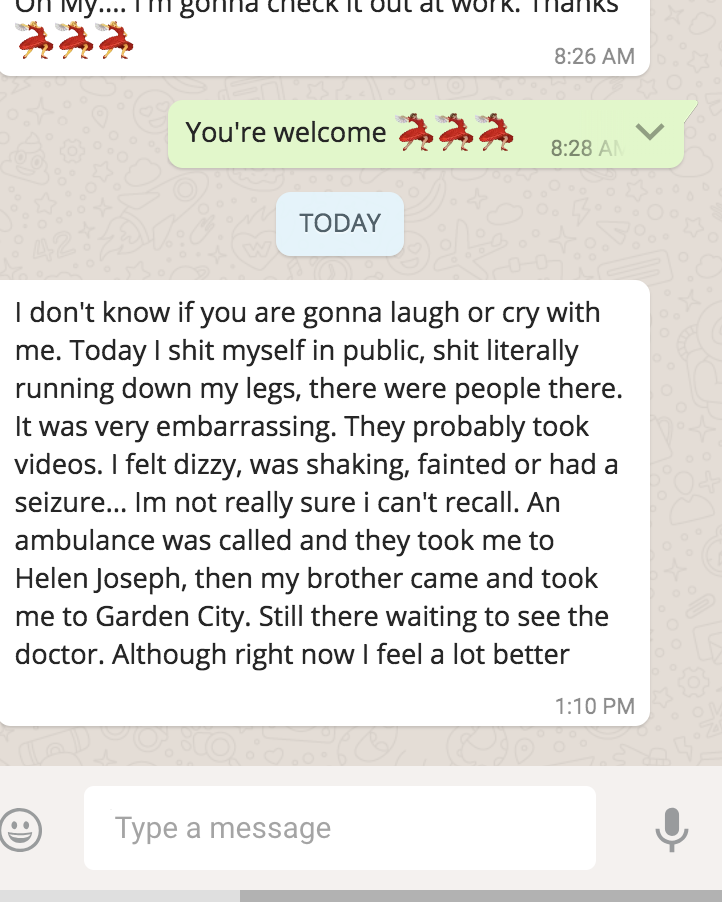 Oh My.... I'm gonna check it out at work. Thanks
💃💃💃
8:26 AM
You're welcome 💃💃💃
8:28 AM
TODAY
I don't know if you are gonna laugh or cry with
me. Today I shit myself in public, shit literally
running down my legs, there were people there.
It was very embarrassing. They probably took
videos. I felt dizzy, was shaking, fainted or had a
seizure... Im not really sure i can't recall. An
ambulance was called and they took me to
Helen Joseph, then my brother came and took
me to Garden City. Still there waiting to see the
doctor. Although right now I feel a lot better
1:10 PM
Type a message